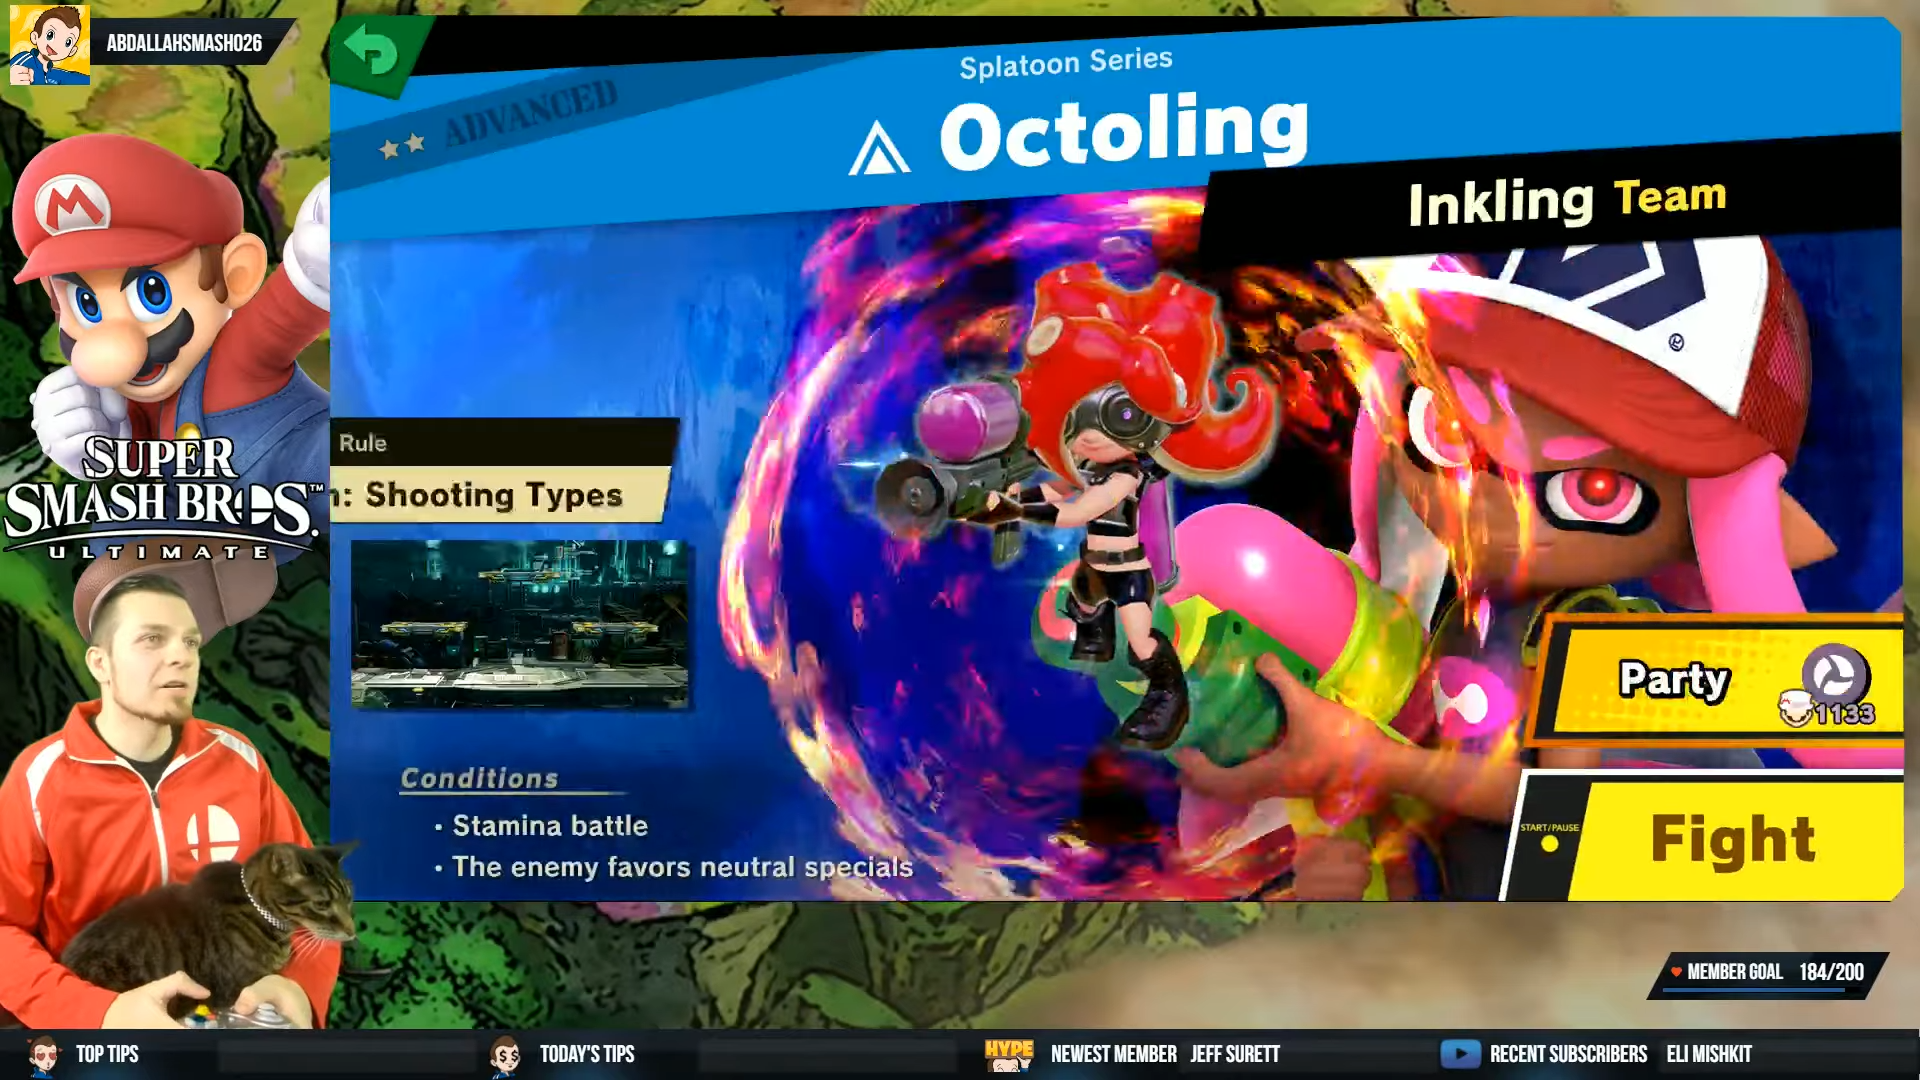 ABDALLAHSMASH026
Splatoon Series
ADVANCED
Octoling
Inkling Team
M
SUPER
SMASH BROS.™
ULTIMATE
Rule
: Shooting Types
Conditions
· Stamina battle
· The enemy favors neutral specials
Party
1133
START/PAUSE
Fight
MEMBER GOAL 184/200
TOP TIPS
TODAY'S TIPS
HYPE
NEWEST MEMBER JEFF SURETT
RECENT SUBSCRIBERS ELI MISHKIT